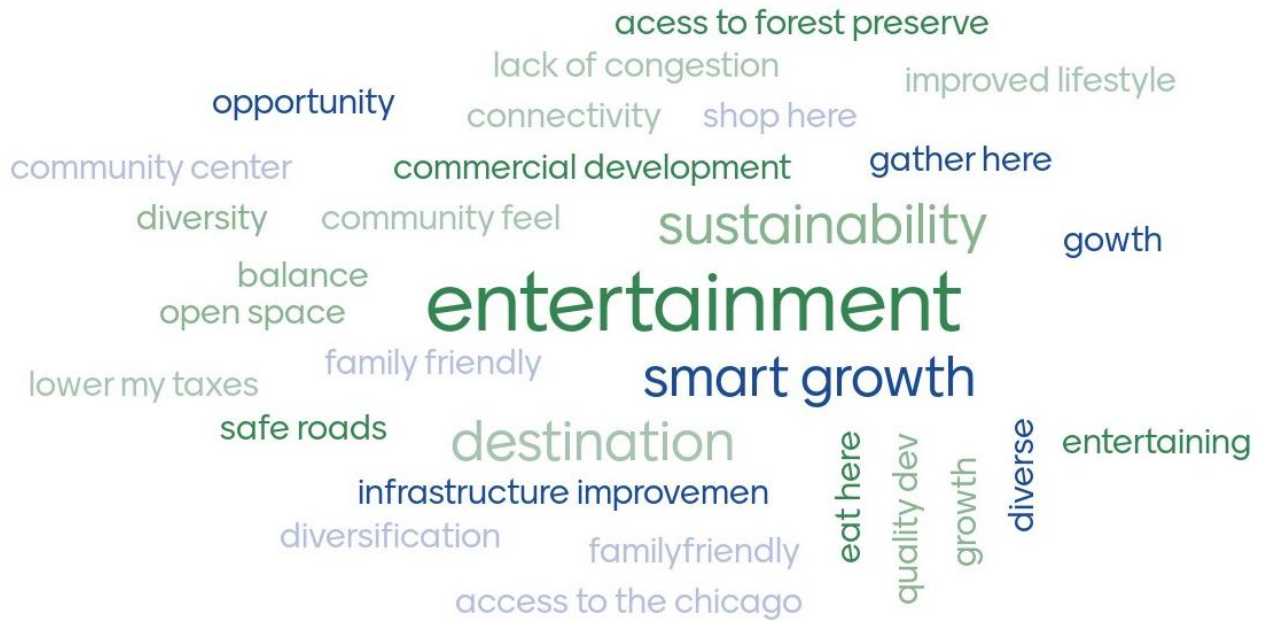 acess to forest preserve
lack of congestion
improved lifestyle
opportunity
connectivity
shop here
community center
commercial development
gather here
diversity
community feel
sustainability
gowth
balance
open space
entertainment
family friendly
smart growth
lower my taxes
safe roads
destination
eat here
quality dev
growth
diverse
entertaining
infrastructure improvemen
diversification
familyfriendly
access to the chicago